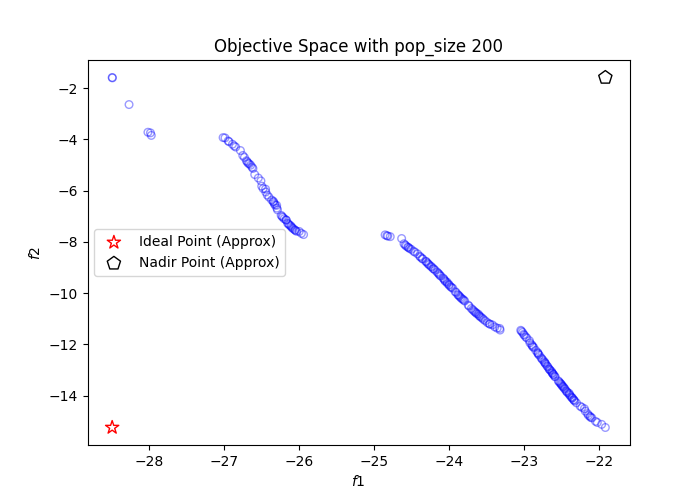 Objective Space with pop_size 200
−2
−4
−6
−8
−10
−12
−14
f2
Ideal Point (Approx)
Nadir Point (Approx)
−28
−27
−26
−25
−24
−23
−22
f1